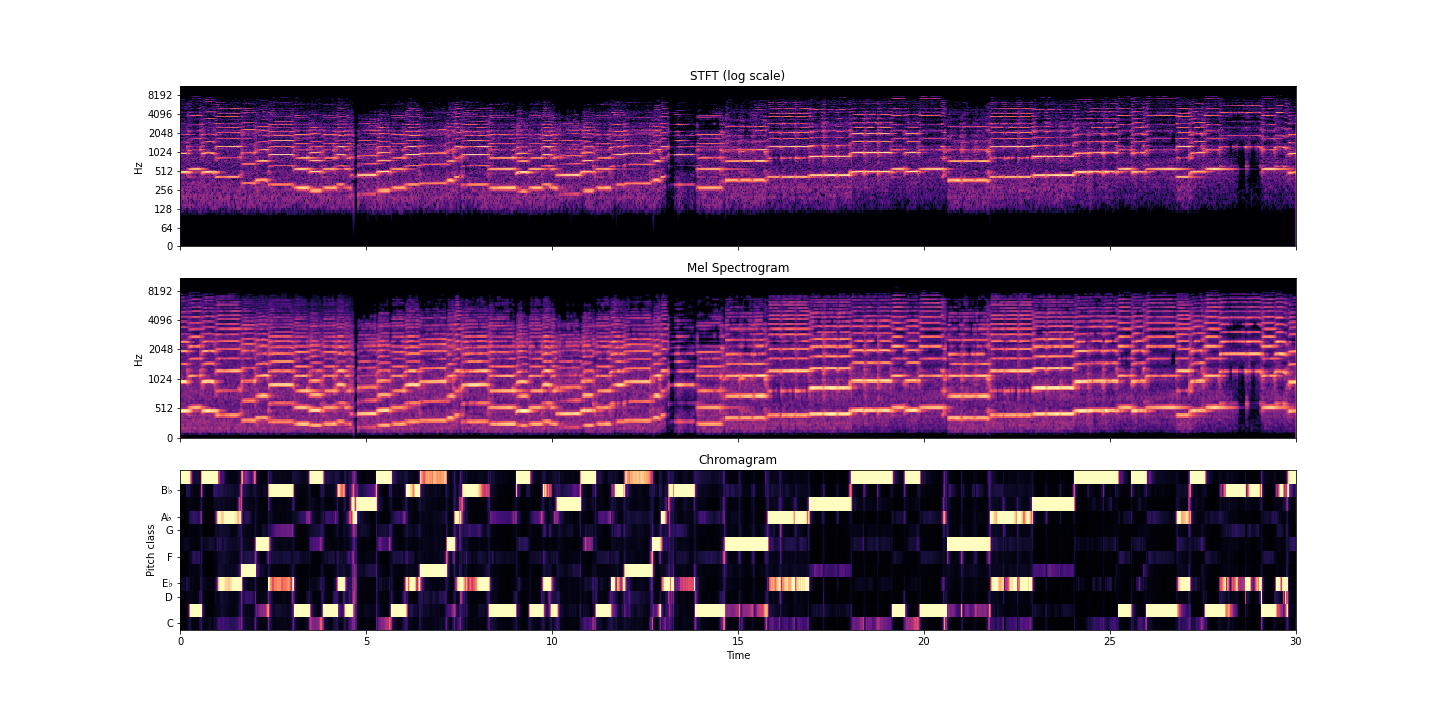 STFT (log scale)
8192
4096
2048
1024
512
256
128
64
0
Hz
Mel Spectrogram
8192
4096
2048
1024
512
0
Hz
Chromagram
B♭
A♭
G
F
E♭
D
C
Pitch class
0 5 10 15 20 25 30
Time